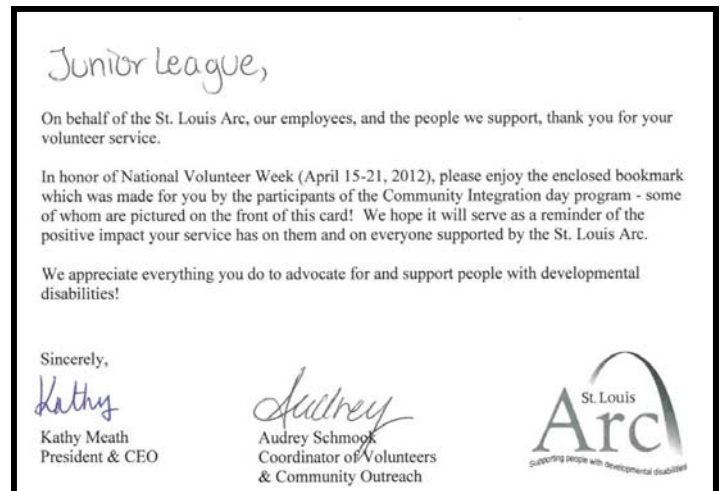 Junior League,
On behalf of the St. Louis Arc, our employees, and the people we support, thank you for your
volunteer service.
In honor of National Volunteer Week (April 15-21, 2012), please enjoy the enclosed bookmark
which was made for you by the participants of the Community Integration day program - some
of whom are pictured on the front of this card! We hope it will serve as a reminder of the
positive impact your service has on them and on everyone supported by the St. Louis Arc.
We appreciate everything you do to advocate for and support people with developmental
disabilities!
Sincerely,
Kathy
Kathy Meath
President & CEO
Audrey
Audrey Schmook
Coordinator of Volunteers
& Community Outreach
St. Louis
Arc
Supporting people with developmental disabilities